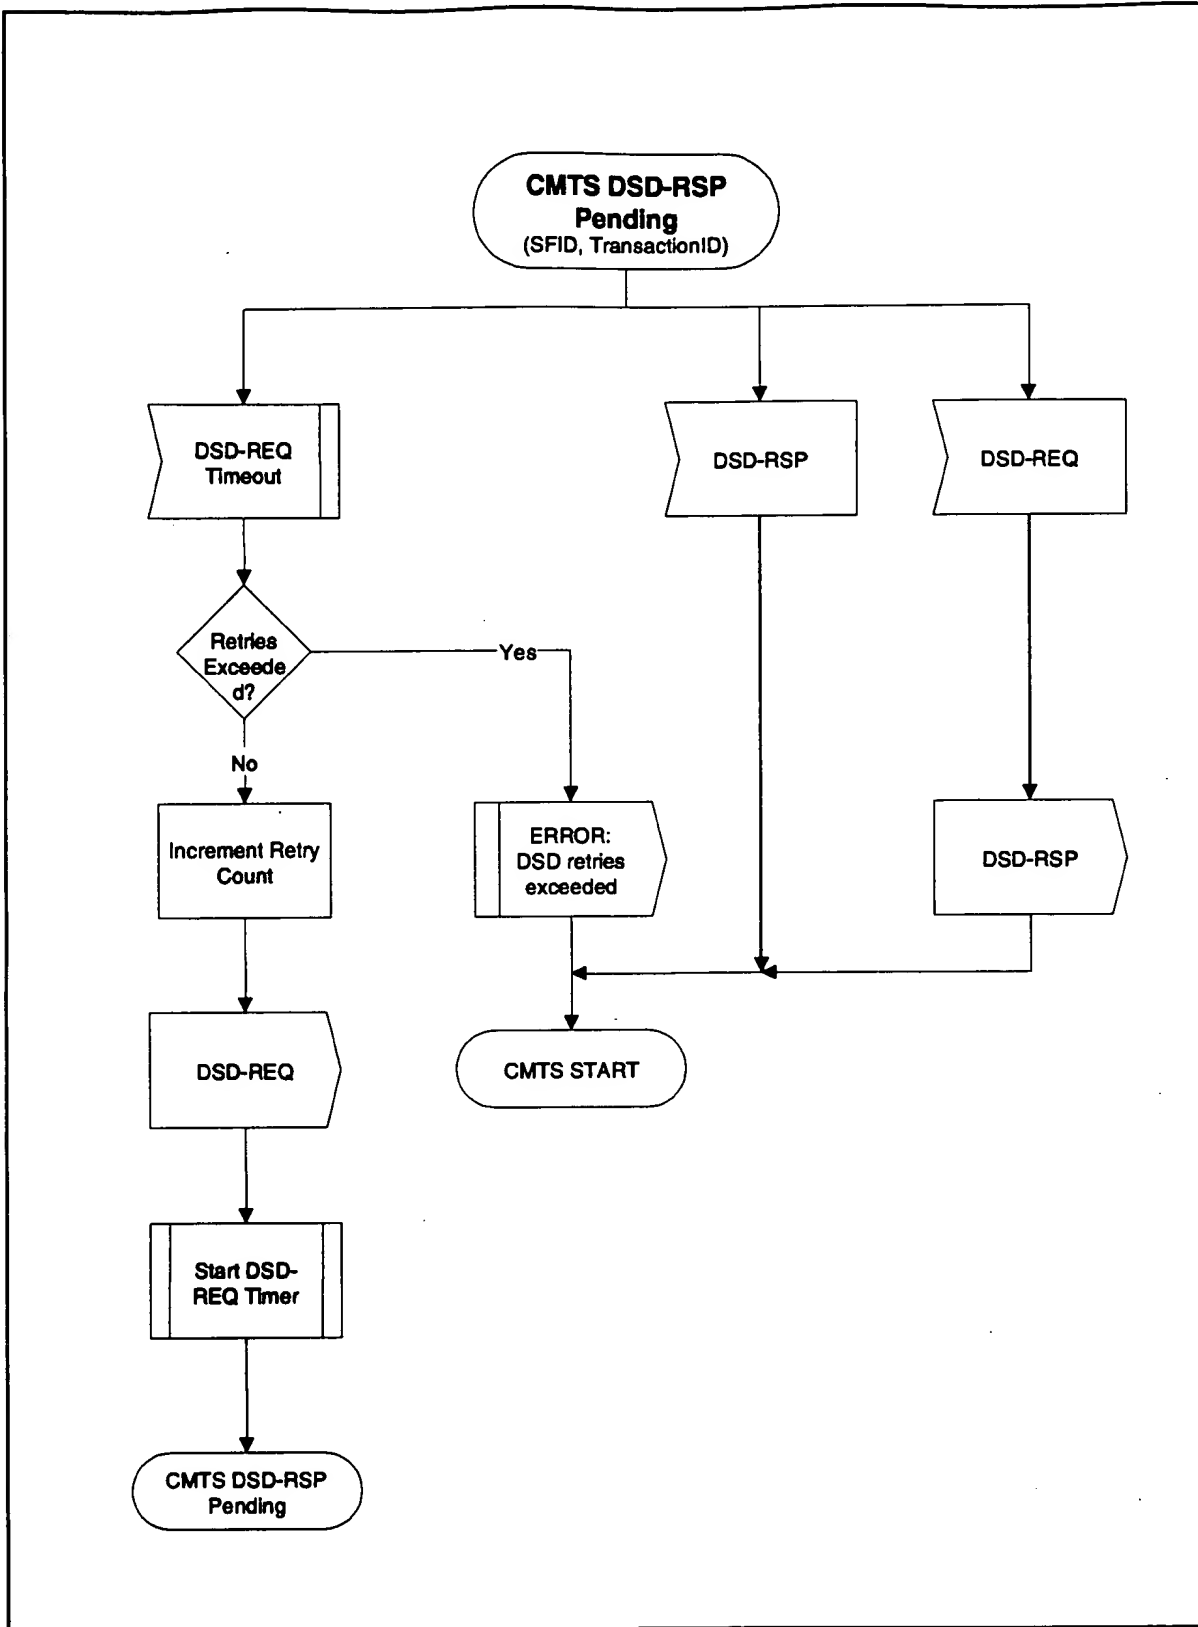 CMTS DSD-RSP
Pending
(SFID, TransactionID)
DSD-REQ
Timeout
DSD-RSP
DSD-REQ
Retries
Exceede
d?
Yes
No
Increment Retry
Count
ERROR:
DSD retries
exceeded
DSD-RSP
DSD-REQ
CMTS START
Start DSD-
REQ Timer
CMTS DSD-RSP
Pending